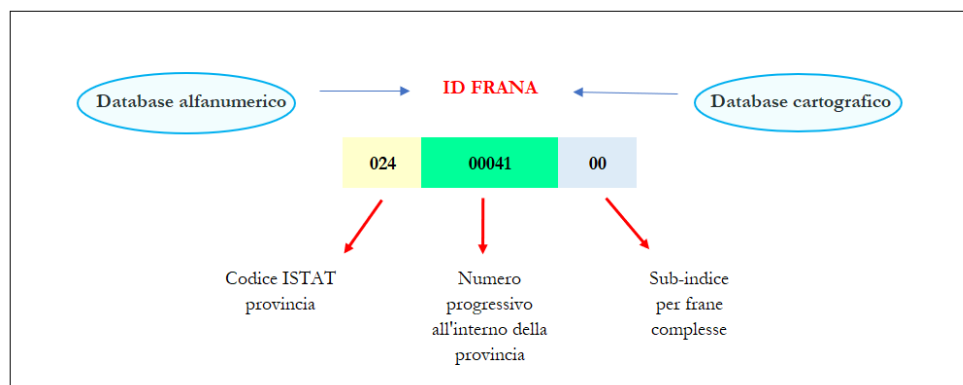 Database alfanumerico
ID FRANA
Database cartografico
024
00041
00
Codice ISTAT
provincia
Numero
progressivo
all'interno della
provincia
Sub-indice
per frane
complesse